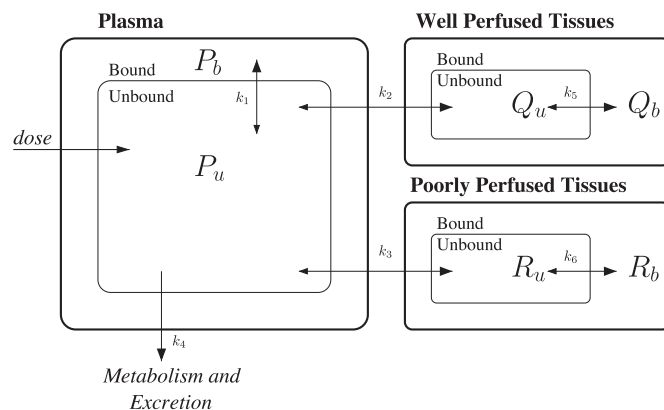 Plasma
Well Perfused Tissues
Bound
P_b
Unbound
k_1
k_2
Bound
Unbound
Q_u
k_5
Q_b
dose
P_u
Poorly Perfused Tissues
Bound
Unbound
k_3
R_u
k_6
R_b
k_4
Metabolism and
Excretion